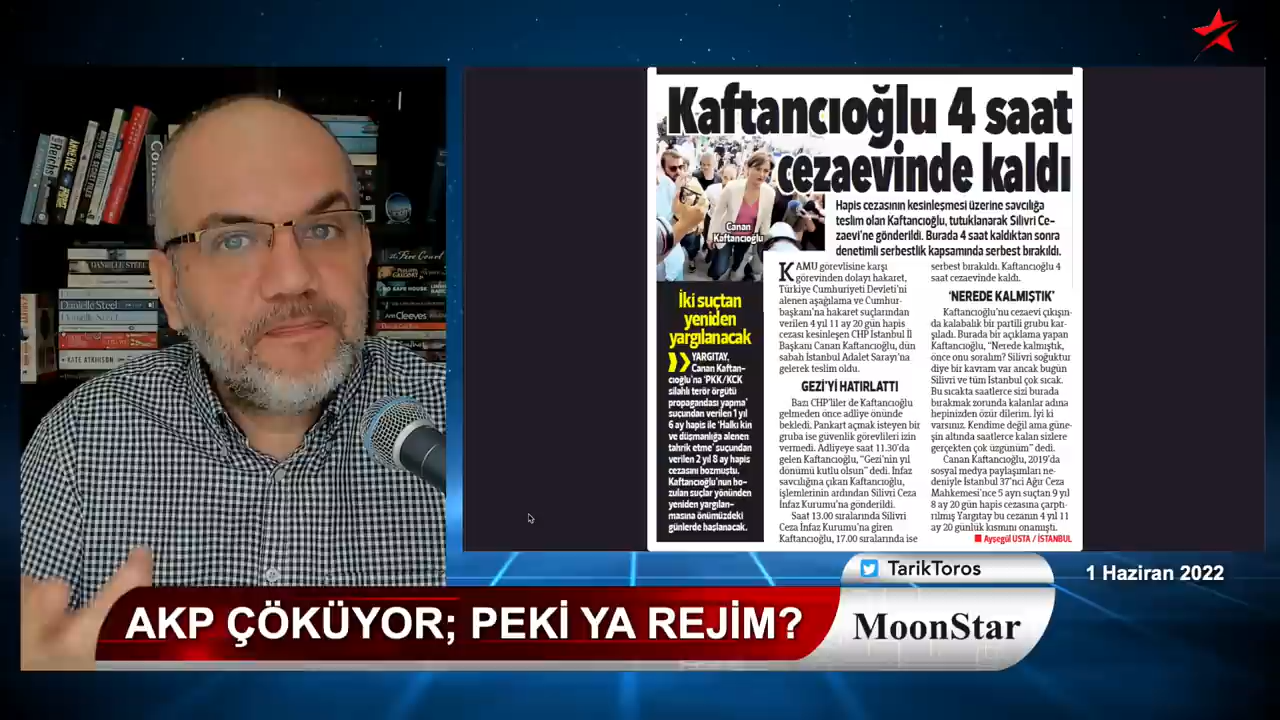 Kaftancıoğlu 4 saat
cezaevinde kaldı
Canan
Kaftancıoğlu
Hapis cezasının kesinleşmesi üzerine savcılığa
teslim olan Kaftancıoğlu, tutuklanarak Silivri Ce-
zaevi'ne gönderildi. Burada 4 saat kaldıktan sonra
denetimli serbestlik kapsamında serbest bırakıldı.
İki suçtan
yeniden
yargılanacak
YARGITAY,
Canan Kaftan-
cıoğlu'na 'PKK/KCK
silahlı terör örgütü
propagandası yapma'
suçundan verilen 1 yıl
6 ay hapis ile 'Halkı kin
ve düşmanlığa alenen
tahrik etme' suçundan
verilen 2 yıl 8 ay hapis
cezasını bozmuştu.
Kaftancıoğlu'nun bo-
zulan suçlar yönünden
yeniden yargılan-
masına önümüzdeki
günlerde başlanacak.
KAMU görevlisine karşı
görevinden dolayı hakaret,
Türkiye Cumhuriyeti Devleti'ni
alenen aşağılama ve Cumhur-
başkanı'na hakaret suçlarından
verilen 4 yıl 11 ay 20 gün hapis
cezası kesinleşen CHP İstanbul İl
Başkanı Canan Kaftancıoğlu, dün
sabah İstanbul Adalet Sarayı'na
gelerek teslim oldu.
GEZİ'Yİ HATIRLATTI
Bazı CHP'liler de Kaftancıoğlu
gelmeden önce adliye önünde
bekledi. Pankart açmak isteyen bir
gruba ise güvenlik görevlileri izin
vermedi. Adliyeye saat 11.30'da
gelen Kaftancıoğlu, "Gezi'nin yıl
dönümü kutlu olsun" dedi. İnfaz
savcılığına çıkan Kaftancıoğlu,
işlemlerinin ardından Silivri Ceza
İnfaz Kurumu'na gönderildi.
Saat 13.00 sıralarında Silivri
Ceza İnfaz Kurumu'na giren
Kaftancıoğlu, 17.00 sıralarında ise
serbest bırakıldı. Kaftancıoğlu 4
saat cezaevinde kaldı.
'NEREDE KALMIŞTIK'
Kaftancıoğlu'nu cezaevi çıkışın-
da kalabalık bir partili grubu kar-
şıladı. Burada bir açıklama yapan
Kaftancıoğlu, "Nerede kalmıştık,
önce onu soralım? Silivri soğuktur
diye bir kavram var ancak bugün
Silivri ve tüm İstanbul çok sıcak.
Bu sıcakta saatlerce sizi burada
bırakmak zorunda kalanlar adına
hepinizden özür dilerim. İyi ki
varsınız. Kendime değil ama güne-
şin altında saatlerce kalan sizlere
gerçekten çok üzgünüm" dedi.
Canan Kaftancıoğlu, 2019'da
sosyal medya paylaşımları ne-
deniyle İstanbul 37'nci Ağır Ceza
Mahkemesi'nce 5 ayrı suçtan 9 yıl
8 ay 20 gün hapis cezasına çarptı-
rılmış Yargıtay bu cezanın 4 yıl 11
ay 20 günlük kısmını onamıştı.
Ayşegül USTA / İSTANBUL
DANIELLE STEEL
Danielle Steel
Danielle Steel
KATE ATKINSON
Ann Cleeves
TarikToros
1 Haziran 2022
AKP ÇÖKÜYOR; PEKİ YA REJİM?
MoonStar